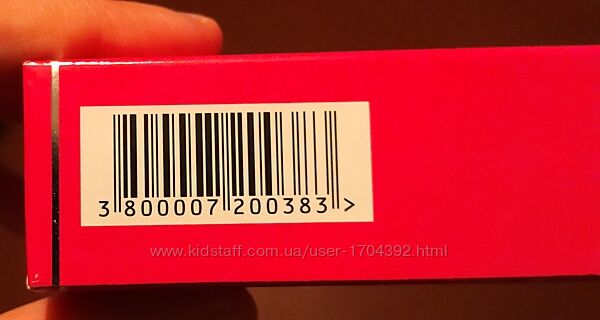 3 800007 200383 >
www.kidstaff.com.ua/user-1704392.html